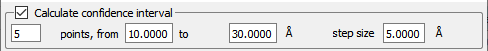 Calculate confidence interval
5 points, from 10.0000 to 30.0000 Å step size 5.0000 Å